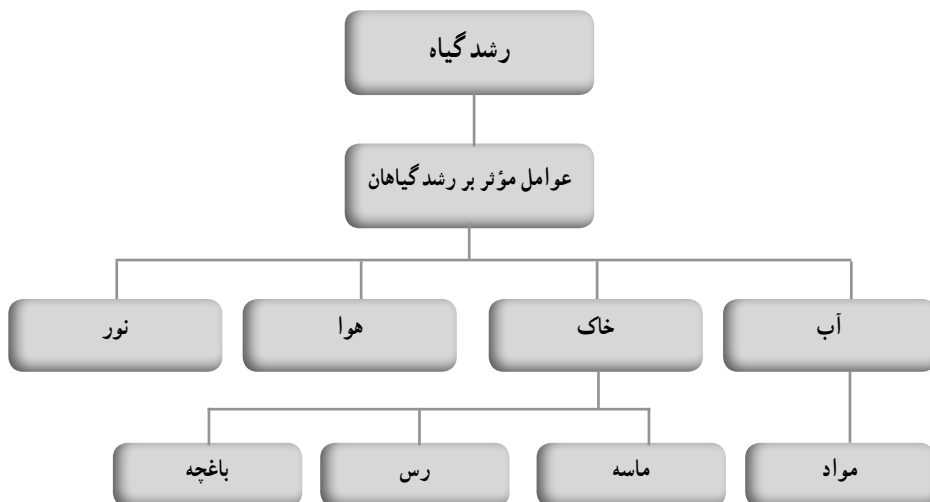 رشد گیاه
عوامل مؤثر بر رشد گیاهان
آب
خاک
هوا
نور
مواد
ماسه
رس
باغچه